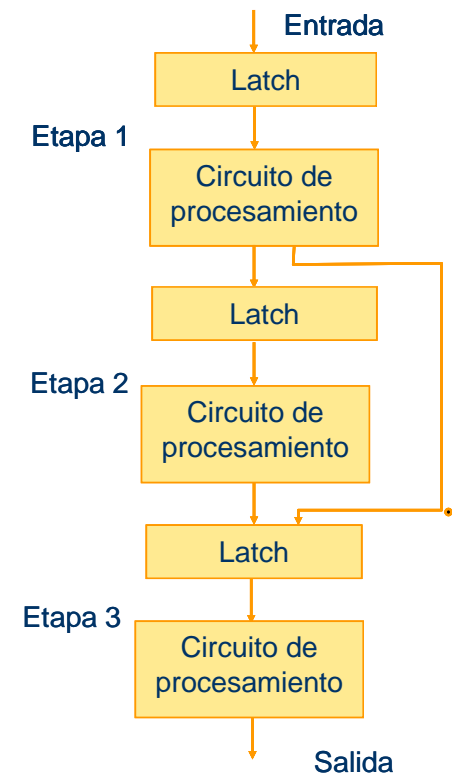 Entrada
Latch
Etapa 1
Circuito de
procesamiento
Latch
Etapa 2
Circuito de
procesamiento
Latch
Etapa 3
Circuito de
procesamiento
Salida